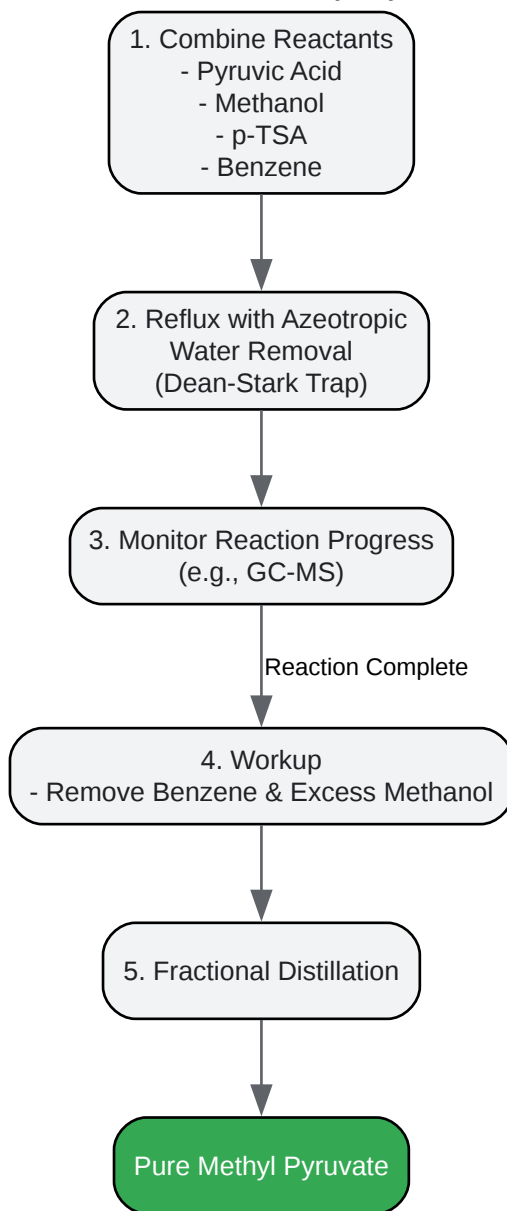 1. Combine Reactants
- Pyruvic Acid
- Methanol
- p-TSA
- Benzene
2. Reflux with Azeotropic
Water Removal
(Dean-Stark Trap)
3. Monitor Reaction Progress
(e.g., GC-MS)
Reaction Complete
4. Workup
- Remove Benzene & Excess Methanol
5. Fractional Distillation
Pure Methyl Pyruvate